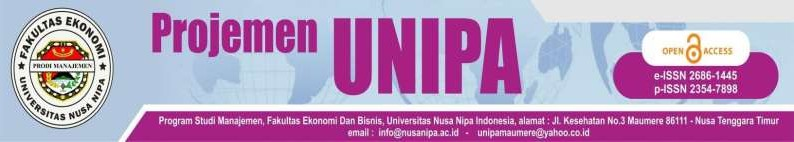 FAKULTAS EKONOMI
PRODI MANAJEMEN
UNIVERSITAS NUSA NIPA
Projemen
UNIPA
OPEN ACCESS
e-ISSN 2686-1445
p-ISSN 2354-7898
Program Studi Manajemen, Fakultas Ekonomi Dan Bisnis, Universitas Nusa Nipa Indonesia, alamat : Jl. Kesehatan No.3 Maumere 86111 - Nusa Tenggara Timur
email : info@nusanipa.ac.id - unipamaumere@yahoo.co.id